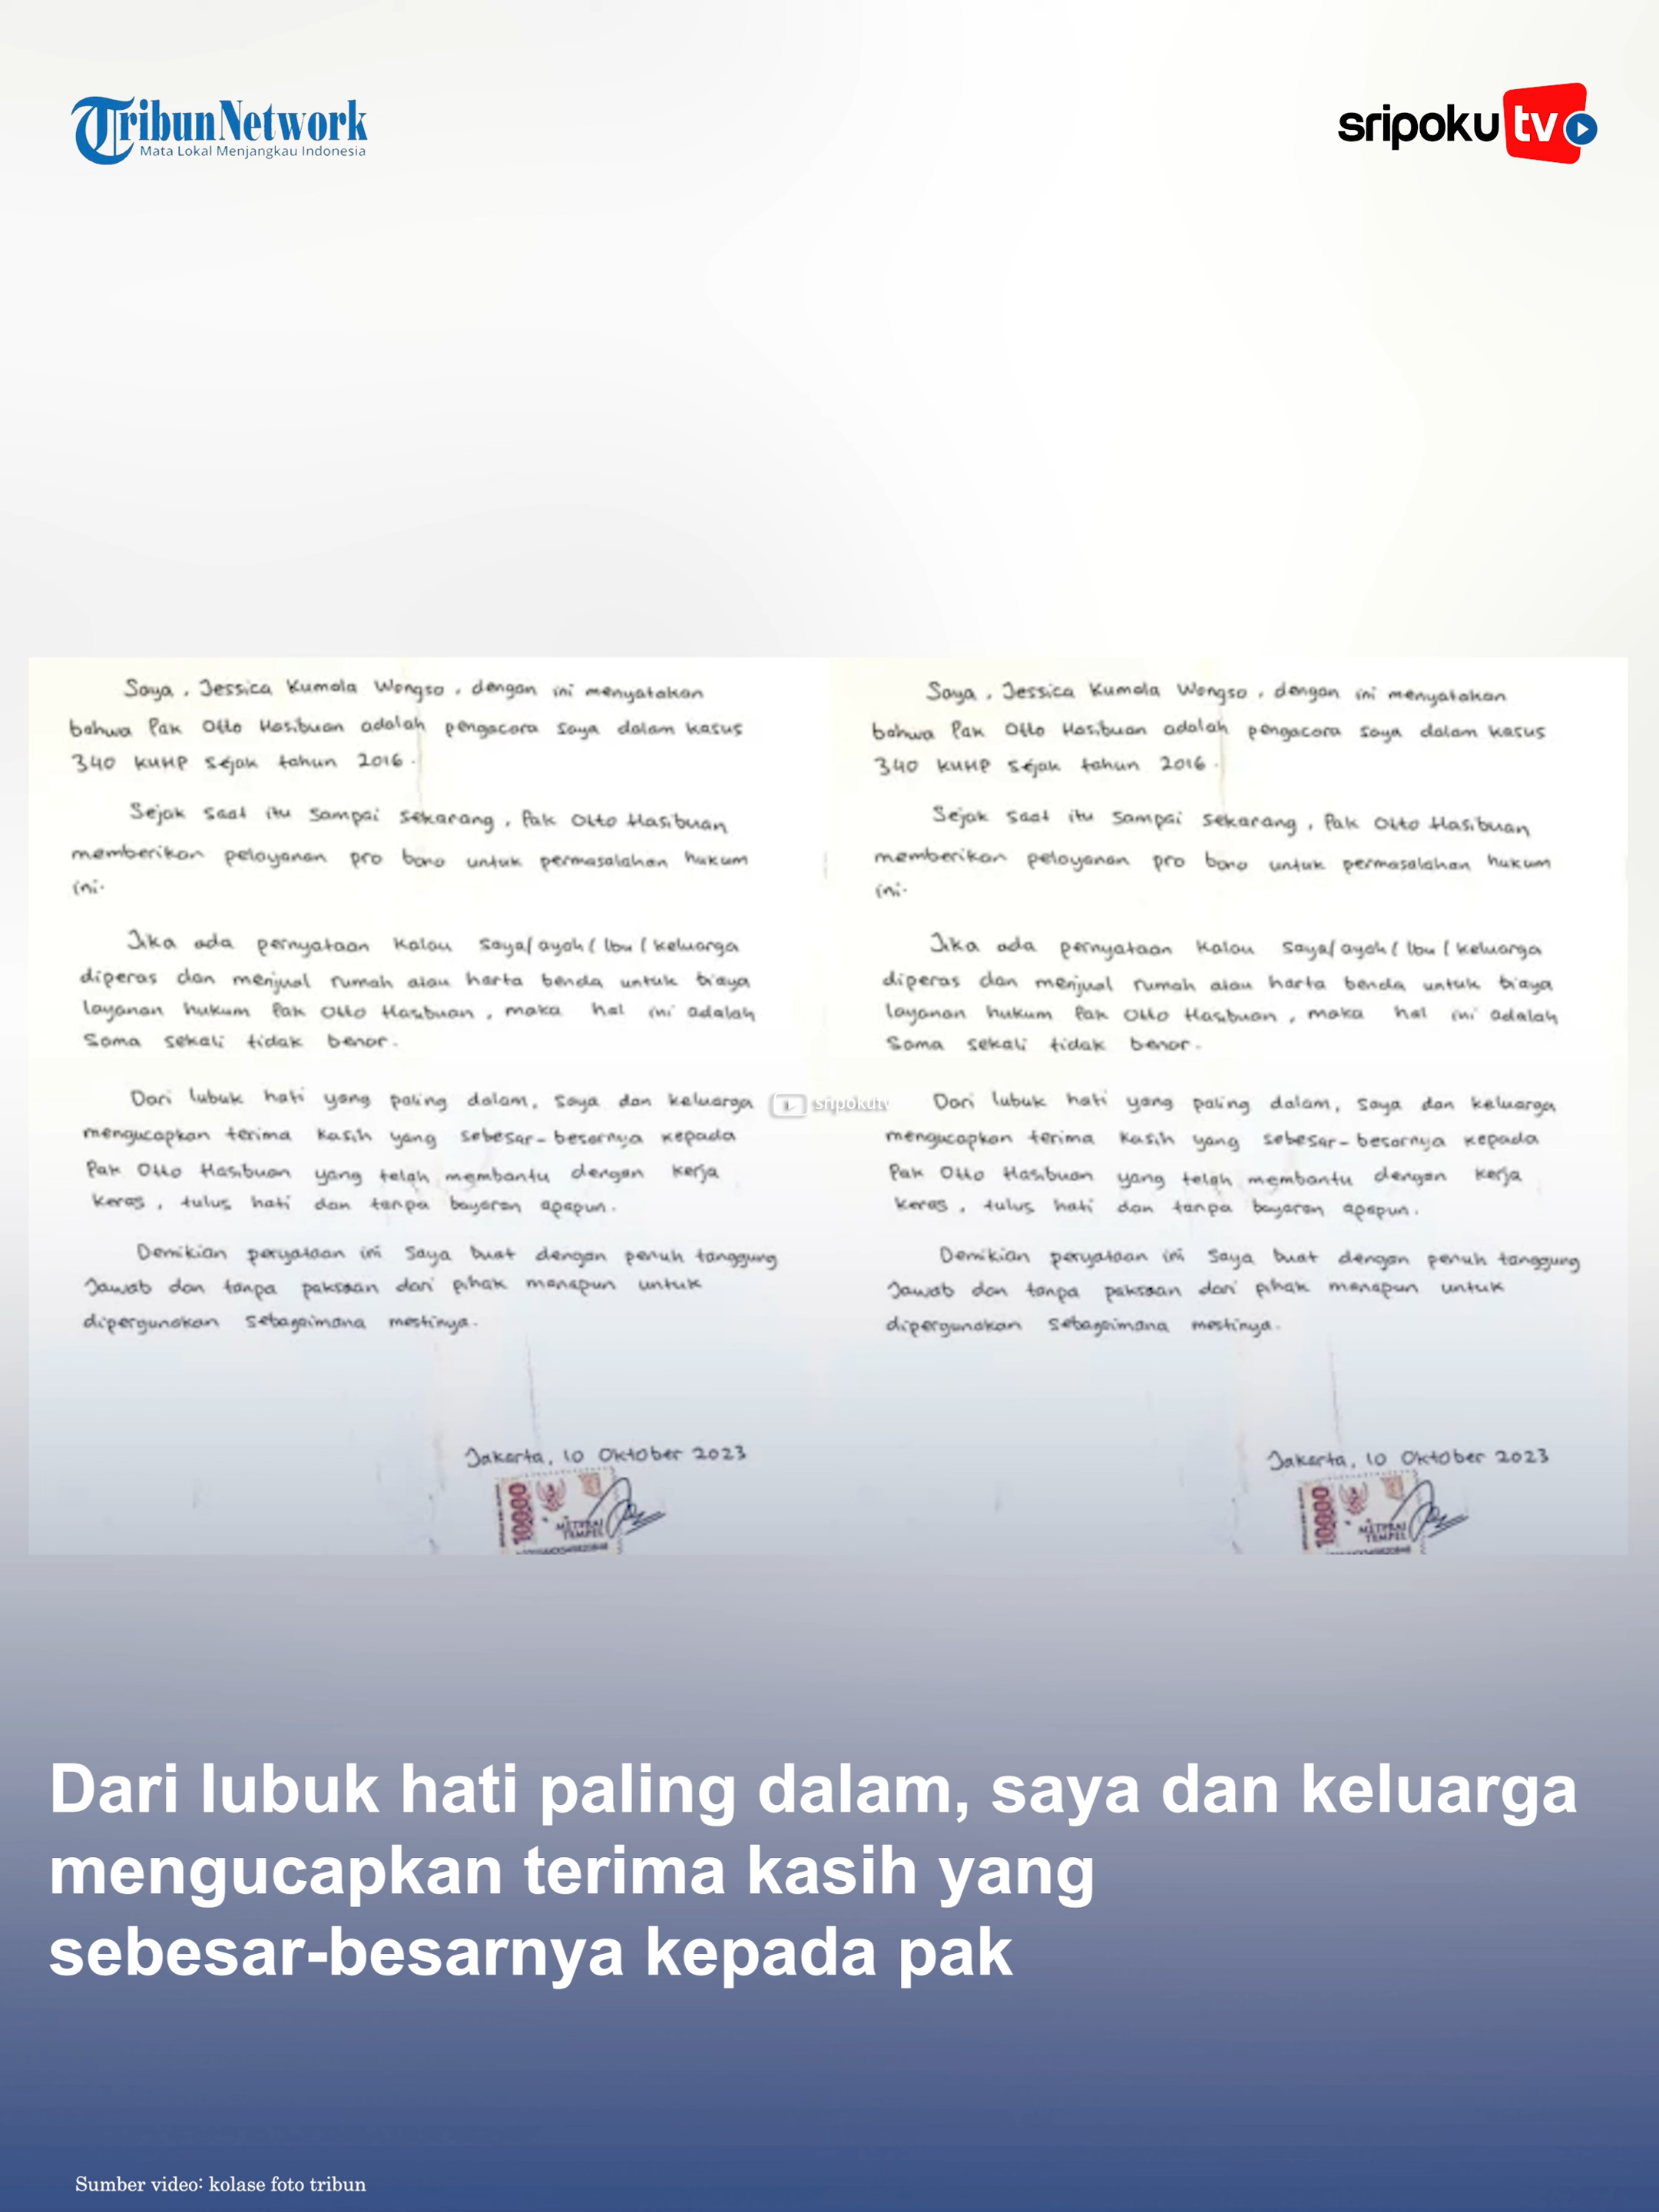 TribunNetwork
Mata Lokal Menjangkau Indonesia
sripoku tv
Saya, Jessica Kumala Wongso, dengan ini menyatakan
bahwa Pak Otto Hasibuan adalah pengacara saya dalam kasus
340 KUHP sejak tahun 2016.
Sejak saat itu sampai sekarang, Pak Otto Hasibuan
memberikan pelayanan pro bono untuk permasalahan hukum
ini.
Jika ada pernyataan kalau saya/ayah/Ibu/keluarga
diperas dan menjual rumah atau harta benda untuk biaya
layanan hukum Pak Otto Hasibuan, maka hal ini adalah
Sama sekali tidak benar.
Dari lubuk hati yang paling dalam, saya dan keluarga
mengucapkan terima kasih yang sebesar-besarnya kepada
Pak Otto Hasibuan yang telah membantu dengan kerja
keras, tulus hati dan tanpa bayaran apapun.
Demikian peryataan ini saya buat dengan penuh tanggung
Jawab dan tanpa paksaan dari pihak manapun untuk
dipergunakan sebagaimana mestinya.
Jakarta, 10 Oktober 2023
10000
METERAI
TEMPEL
Saya, Jessica Kumala Wongso, dengan ini menyatakan
bahwa Pak Otto Hasibuan adalah pengacara saya dalam kasus
340 KUHP sejak tahun 2016.
Sejak saat itu sampai sekarang, Pak Otto Hasibuan
memberikan pelayanan pro bono untuk permasalahan hukum
ini.
Jika ada pernyataan kalau saya/ayah/Ibu/keluarga
diperas dan menjual rumah atau harta benda untuk biaya
layanan hukum Pak Otto Hasibuan, maka hal ini adalah
Sama sekali tidak benar.
Dari lubuk hati yang paling dalam, saya dan keluarga
mengucapkan terima kasih yang sebesar-besarnya kepada
Pak Otto Hasibuan yang telah membantu dengan kerja
keras, tulus hati dan tanpa bayaran apapun.
Demikian peryataan ini saya buat dengan penuh tanggung
Jawab dan tanpa paksaan dari pihak manapun untuk
dipergunakan sebagaimana mestinya.
Jakarta, 10 Oktober 2023
10000
METERAI
TEMPEL
sripokutv
Dari lubuk hati paling dalam, saya dan keluarga
mengucapkan terima kasih yang
sebesar-besarnya kepada pak
Sumber video: kolase foto tribun